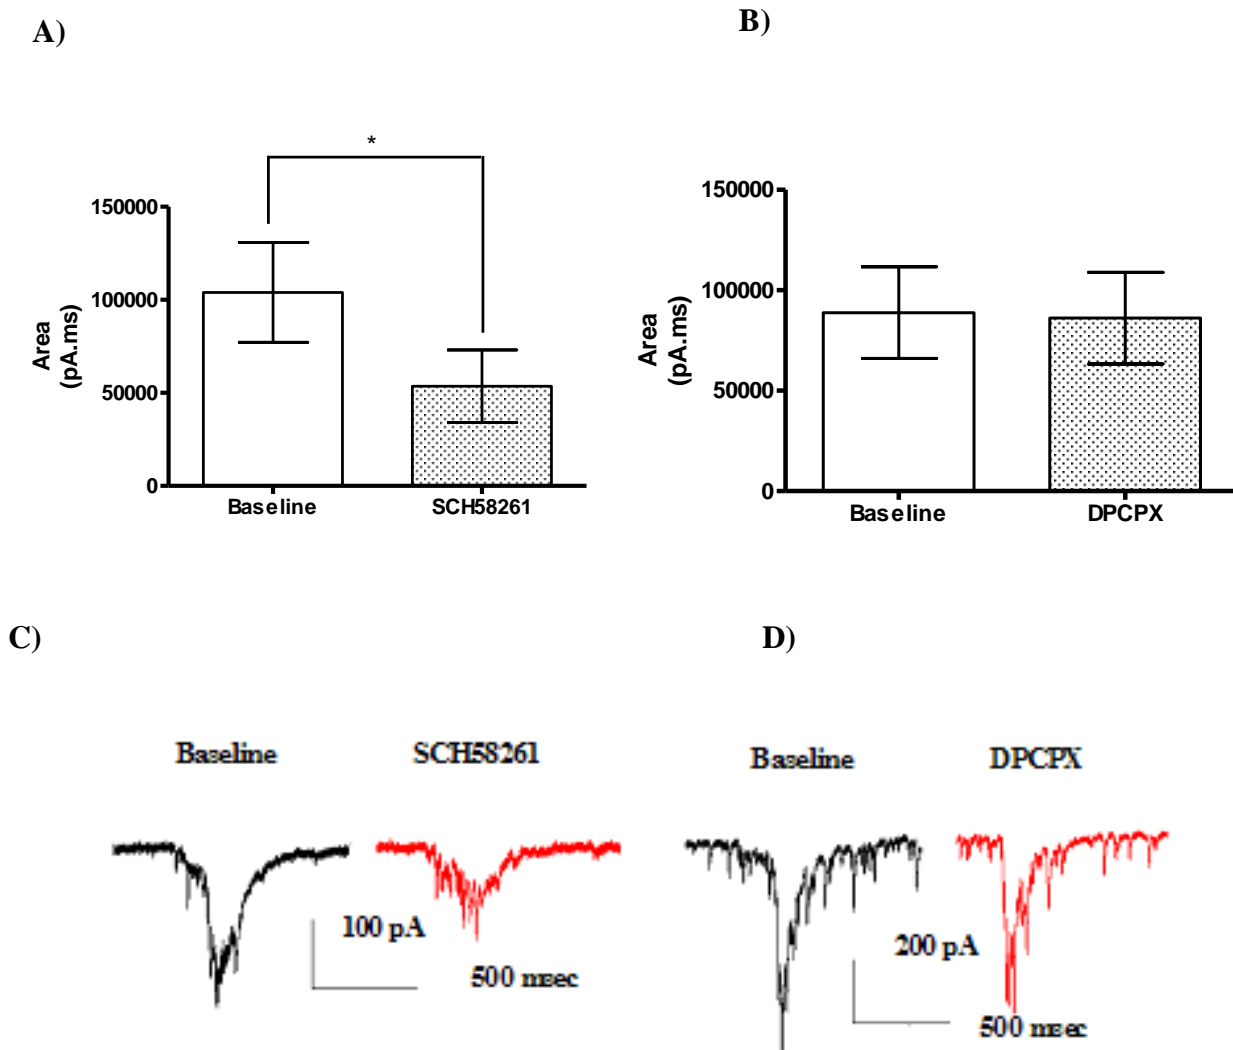 A)
B)
*
150000
100000
50000
0
Area
(pA.ms)
Baseline
SCH58261
150000
100000
50000
0
Area
(pA.ms)
Baseline
DPCPX
C)
D)
Baseline
SCH58261
100 pA
500 msec
Baseline
DPCPX
200 pA
500 msec